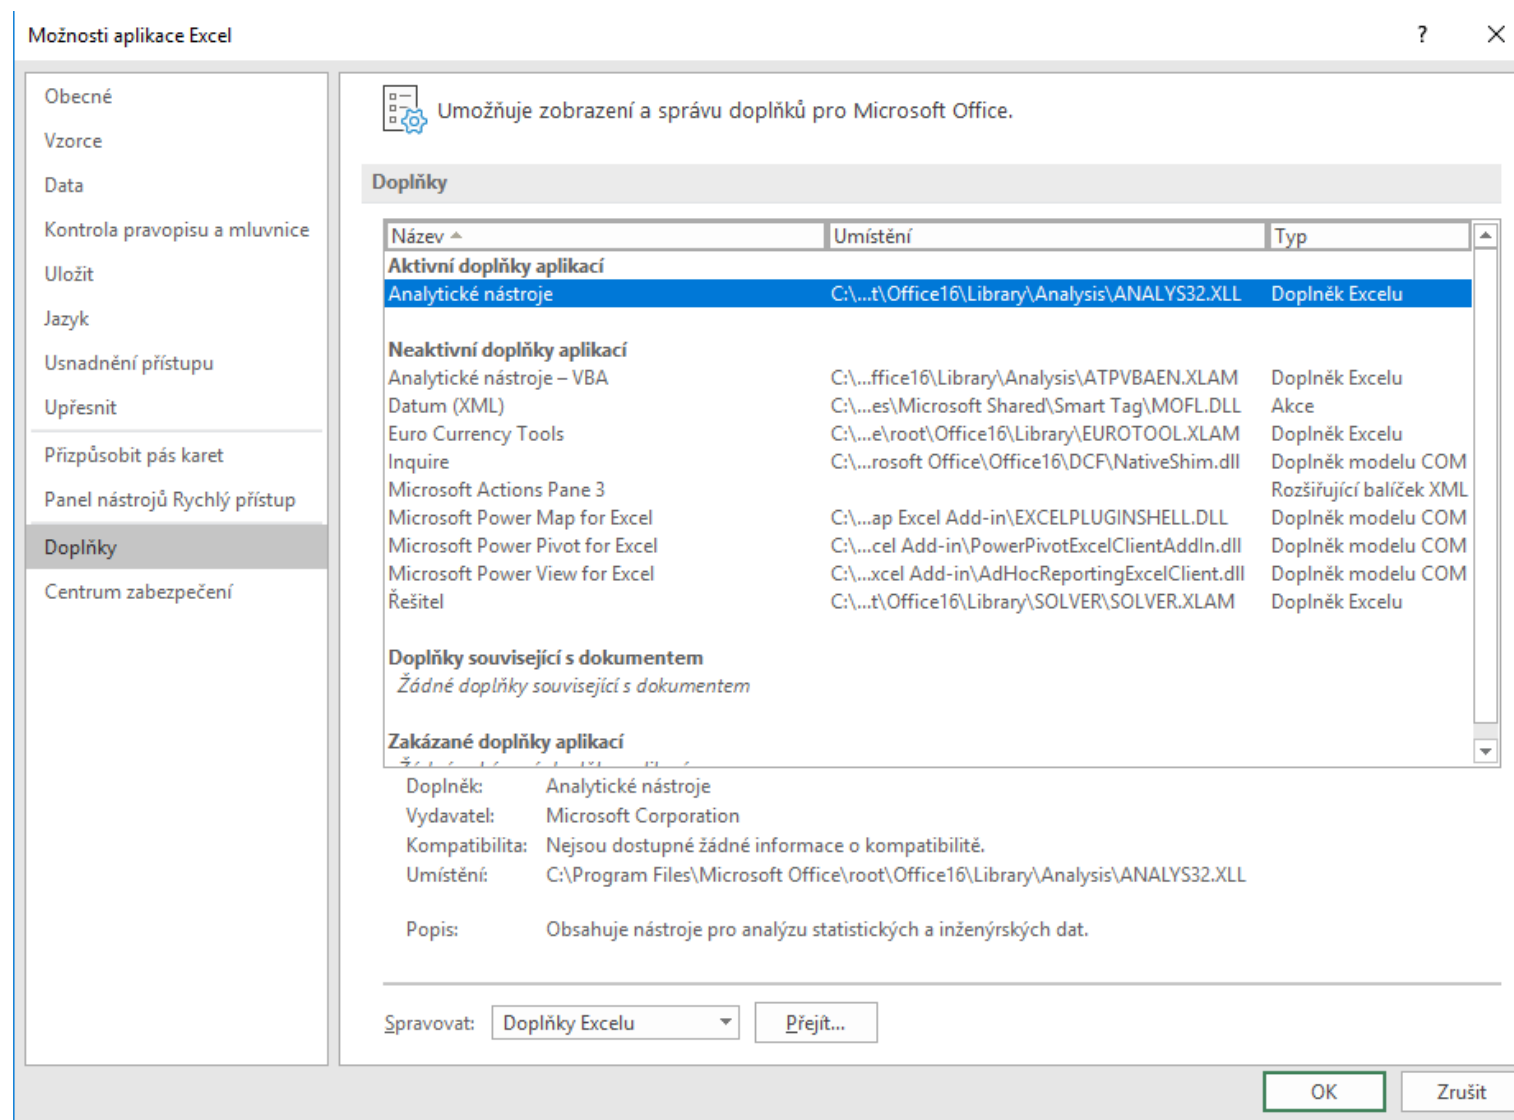 Možnosti aplikace Excel
?
Obecné
Vzorce
Data
Kontrola pravopisu a mluvnice
Uložit
Jazyk
Usnadnění přístupu
Upřesnit
Přizpůsobit pás karet
Panel nástrojů Rychlý přístup
Doplňky
Centrum zabezpečení
Umožňuje zobrazení a správu doplňků pro Microsoft Office.
Doplňky
Název Umístění Typ
Aktivní doplňky aplikací
Analytické nástroje C:\...t\Office16\Library\Analysis\ANALYS32.XLL Doplněk Excelu
Neaktivní doplňky aplikací
Analytické nástroje – VBA C:\...ffice16\Library\Analysis\ATPVBAEN.XLAM Doplněk Excelu
Datum (XML) C:\...es\Microsoft Shared\Smart Tag\MOFL.DLL Akce
Euro Currency Tools C:\...e\root\Office16\Library\EUROTOOL.XLAM Doplněk Excelu
Inquire C:\...rosoft Office\Office16\DCF\NativeShim.dll Doplněk modelu COM
Microsoft Actions Pane 3 Rozšiřující balíček XML
Microsoft Power Map for Excel C:\...ap Excel Add-in\EXCELPLUGINSHELL.DLL Doplněk modelu COM
Microsoft Power Pivot for Excel C:\...cel Add-in\PowerPivotExcelClientAddIn.dll Doplněk modelu COM
Microsoft Power View for Excel C:\...xcel Add-in\AdHocReportingExcelClient.dll Doplněk modelu COM
Řešitel C:\...t\Office16\Library\SOLVER\SOLVER.XLAM Doplněk Excelu
Doplňky související s dokumentem
Žádné doplňky související s dokumentem
Zakázané doplňky aplikací
Doplněk: Analytické nástroje
Vydavatel: Microsoft Corporation
Kompatibilita: Nejsou dostupné žádné informace o kompatibilitě.
Umístění: C:\Program Files\Microsoft Office\root\Office16\Library\Analysis\ANALYS32.XLL
Popis: Obsahuje nástroje pro analýzu statistických a inženýrských dat.
Spravovat: Doplňky Excelu Přejít...
OK Zrušit